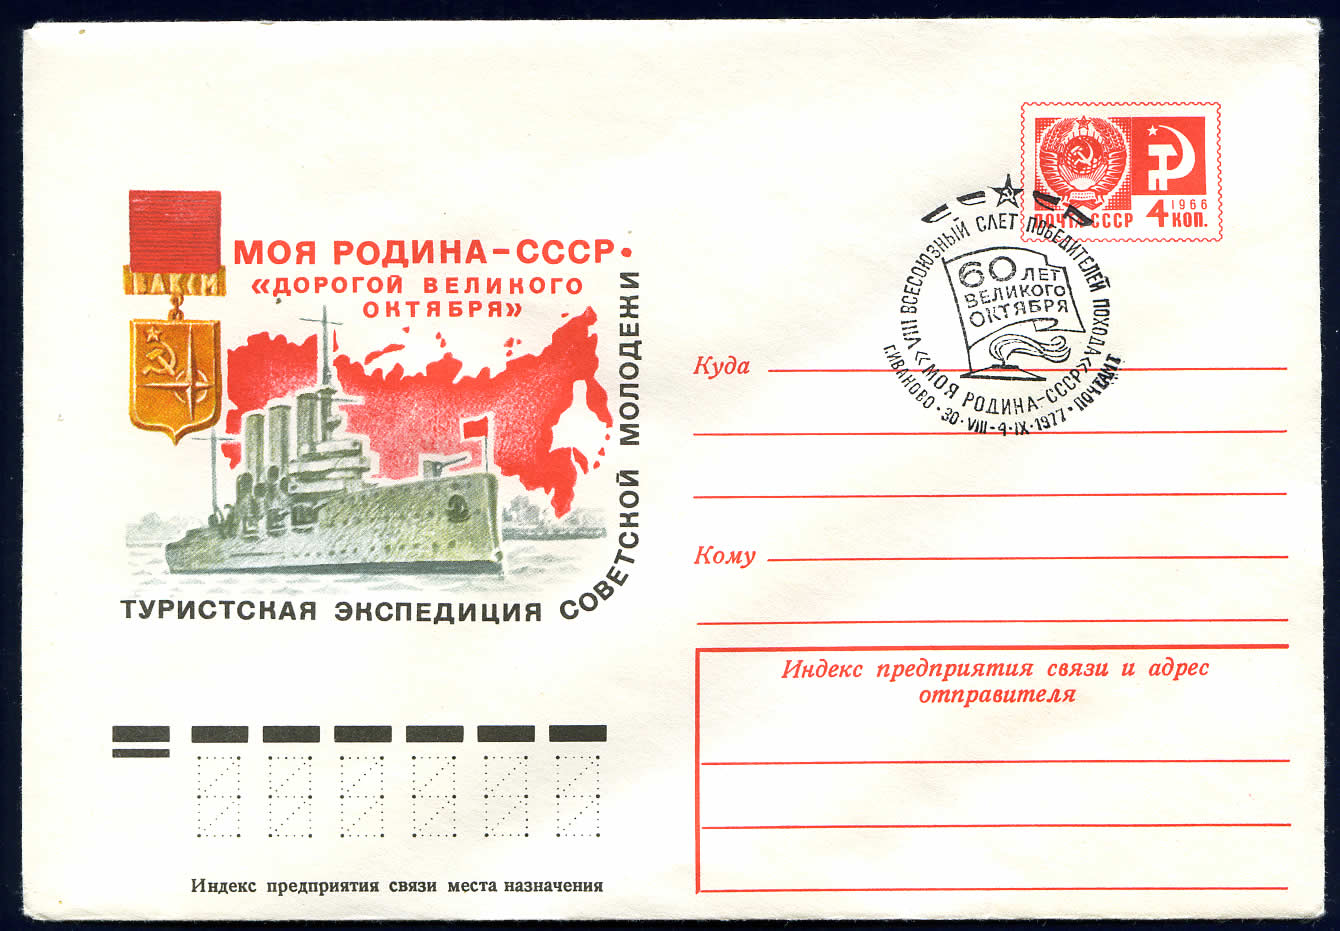 МОЯ РОДИНА – СССР •
«ДОРОГОЙ ВЕЛИКОГО
ОКТЯБРЯ»
ТУРИСТСКАЯ ЭКСПЕДИЦИЯ СОВЕТСКОЙ МОЛОДЕЖИ
ПОЧТА СССР
1966
4 КОП.
VIII ВСЕСОЮЗНЫЙ СЛЕТ ПОБЕДИТЕЛЕЙ ПОХОДА
«МОЯ РОДИНА–СССР»
60 ЛЕТ
ВЕЛИКОГО
ОКТЯБРЯ
Г.ИВАНОВО • 30 • VIII – 4 • IX • 1977 • ПОЧТАМТ
Куда
Кому
Индекс предприятия связи и адрес
отправителя
Индекс предприятия связи места назначения